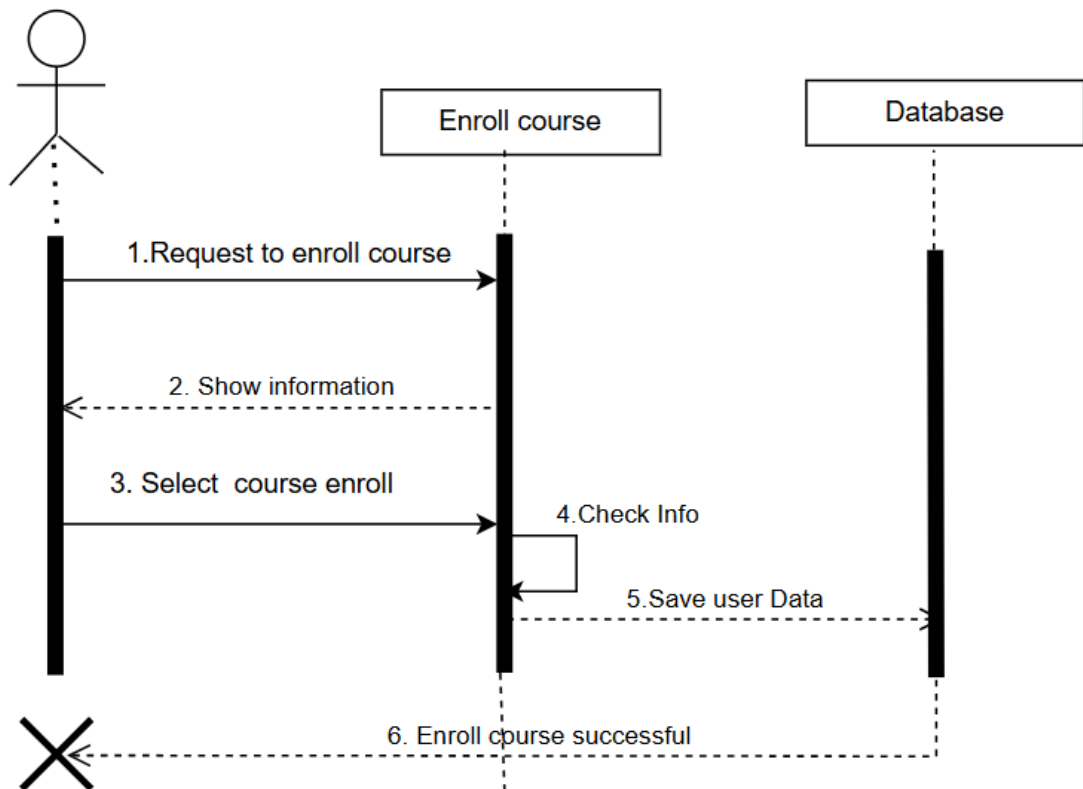 Enroll course
Database
1.Request to enroll course
2. Show information
3. Select  course enroll
4.Check Info
5.Save user Data
6. Enroll course successful